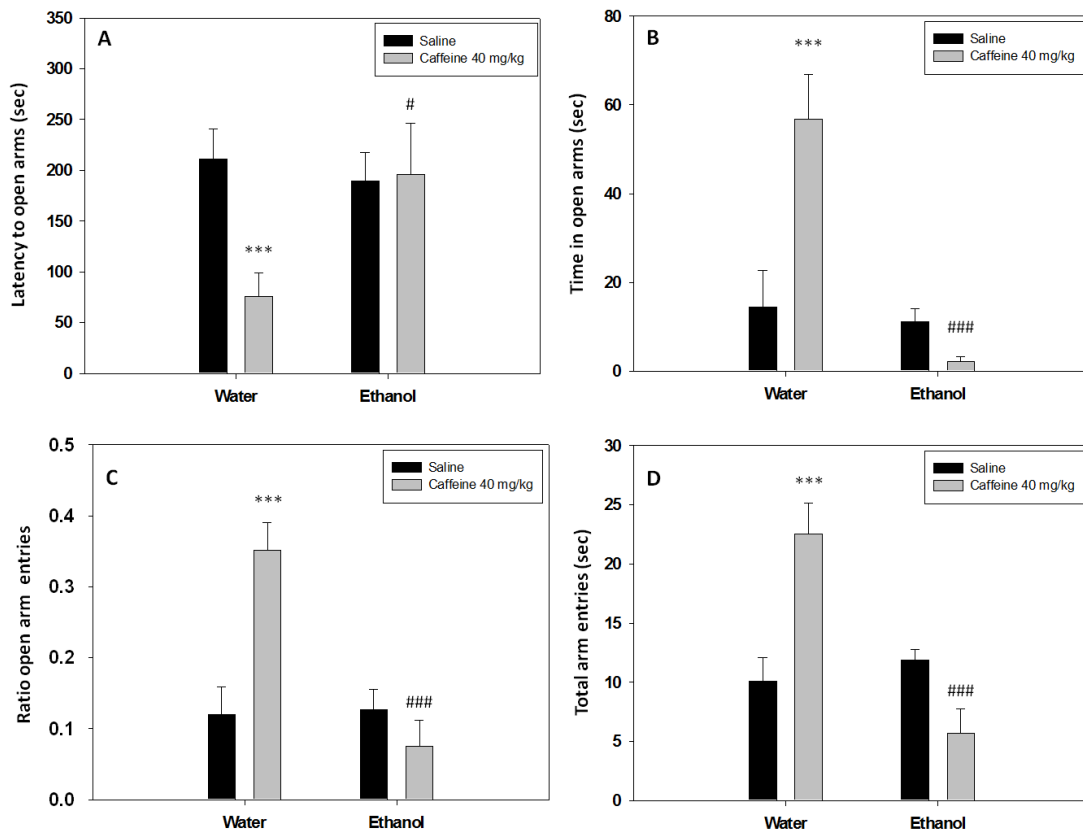 A
Saline
Caffeine 40 mg/kg
Latency to open arms (sec)
350
300
250
200
150
100
50
0
***
#
Water
Ethanol
B
Saline
Caffeine 40 mg/kg
Time in open arms (sec)
80
60
40
20
0
***
###
Water
Ethanol
C
Saline
Caffeine 40 mg/kg
Ratio open arm entries
0.5
0.4
0.3
0.2
0.1
0.0
***
###
Water
Ethanol
D
Saline
Caffeine 40 mg/kg
Total arm entries (sec)
30
25
20
15
10
5
0
***
###
Water
Ethanol